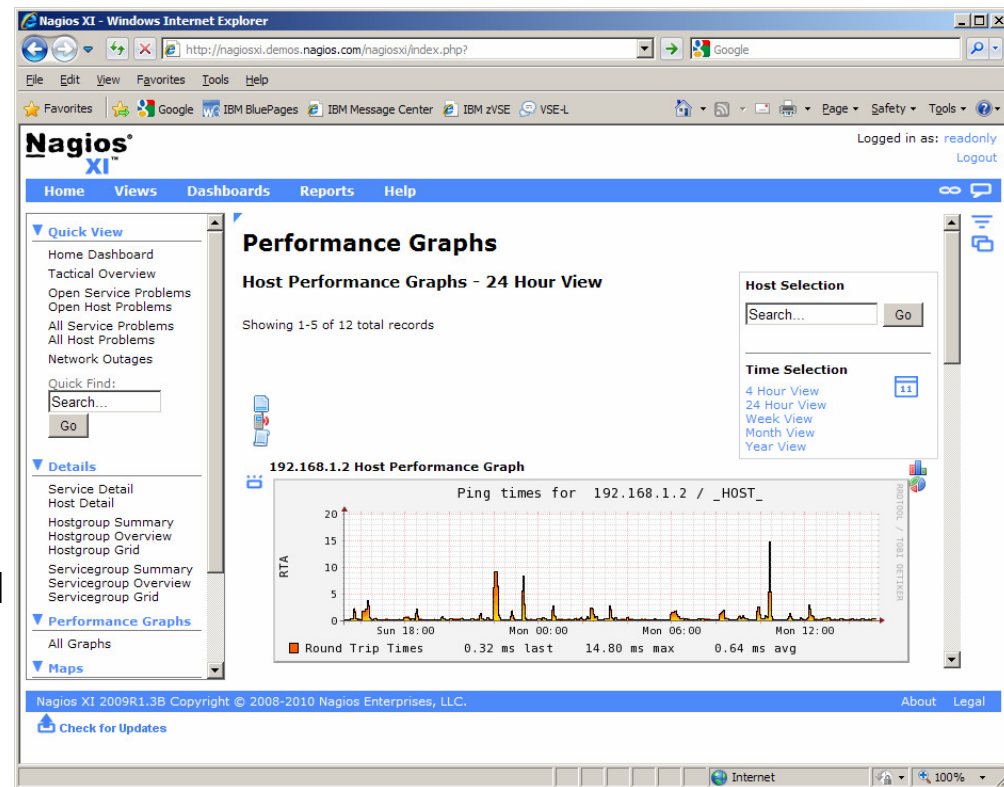 Nagios XI - Windows Internet Explorer
http://nagiosxi.demos.nagios.com/nagiosxi/index.php?
Google
File Edit View Favorites Tools Help
Favorites Google IBM BluePages IBM Message Center IBM zVSE VSE-L Page Safety Tools
Nagios®
XI™
Logged in as: readonly
Logout
Home Views Dashboards Reports Help
Quick View
Home Dashboard
Tactical Overview
Open Service Problems
Open Host Problems
All Service Problems
All Host Problems
Network Outages
Quick Find:
Search...
Go
Details
Service Detail
Host Detail
Hostgroup Summary
Hostgroup Overview
Hostgroup Grid
Servicegroup Summary
Servicegroup Overview
Servicegroup Grid
Performance Graphs
All Graphs
Maps
Performance Graphs
Host Performance Graphs - 24 Hour View
Showing 1-5 of 12 total records
Host Selection
Search... Go
Time Selection
4 Hour View
24 Hour View
Week View
Month View
Year View
11
192.168.1.2 Host Performance Graph
Ping times for 192.168.1.2 / _HOST_
RRDTOOL / TOBI OETIKER
RTA
20
15
10
5
0
Sun 18:00 Mon 00:00 Mon 06:00 Mon 12:00
Round Trip Times 0.32 ms last 14.80 ms max 0.64 ms avg
Nagios XI 2009R1.3B Copyright © 2008-2010 Nagios Enterprises, LLC.
About Legal
Check for Updates
Internet
100%